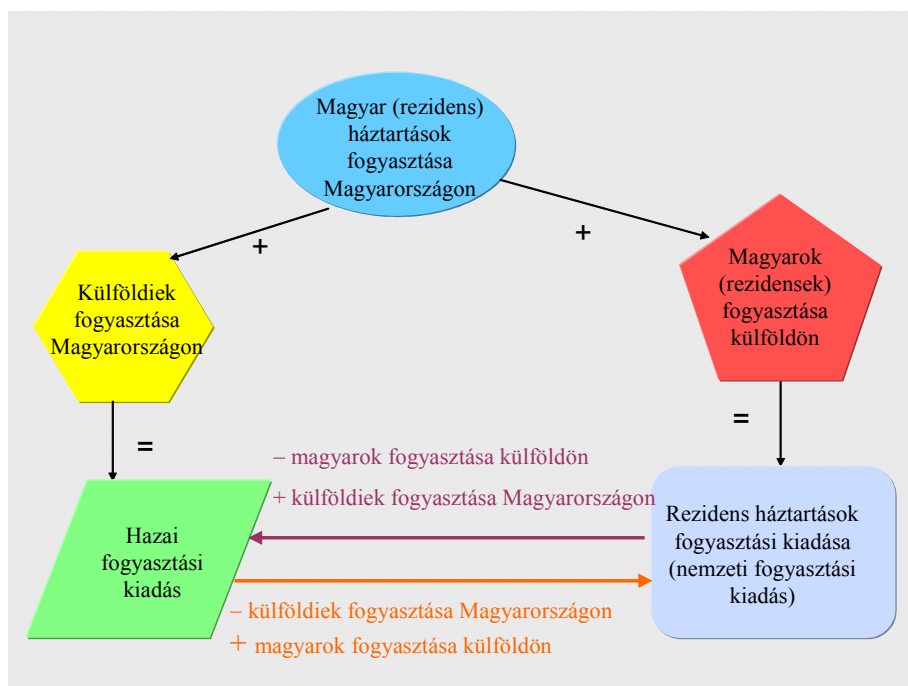 Magyar (rezidens)
háztartások
fogyasztása
Magyarországon
+
+
Külföldiek
fogyasztása
Magyarországon
Magyarok
(rezidensek)
fogyasztása
külföldön
=
=
– magyarok fogyasztása külföldön
+ külföldiek fogyasztása Magyarországon
Hazai
fogyasztási
kiadás
Rezidens háztartások
fogyasztási kiadása
(nemzeti fogyasztási
kiadás)
– külföldiek fogyasztása Magyarországon
+ magyarok fogyasztása külföldön